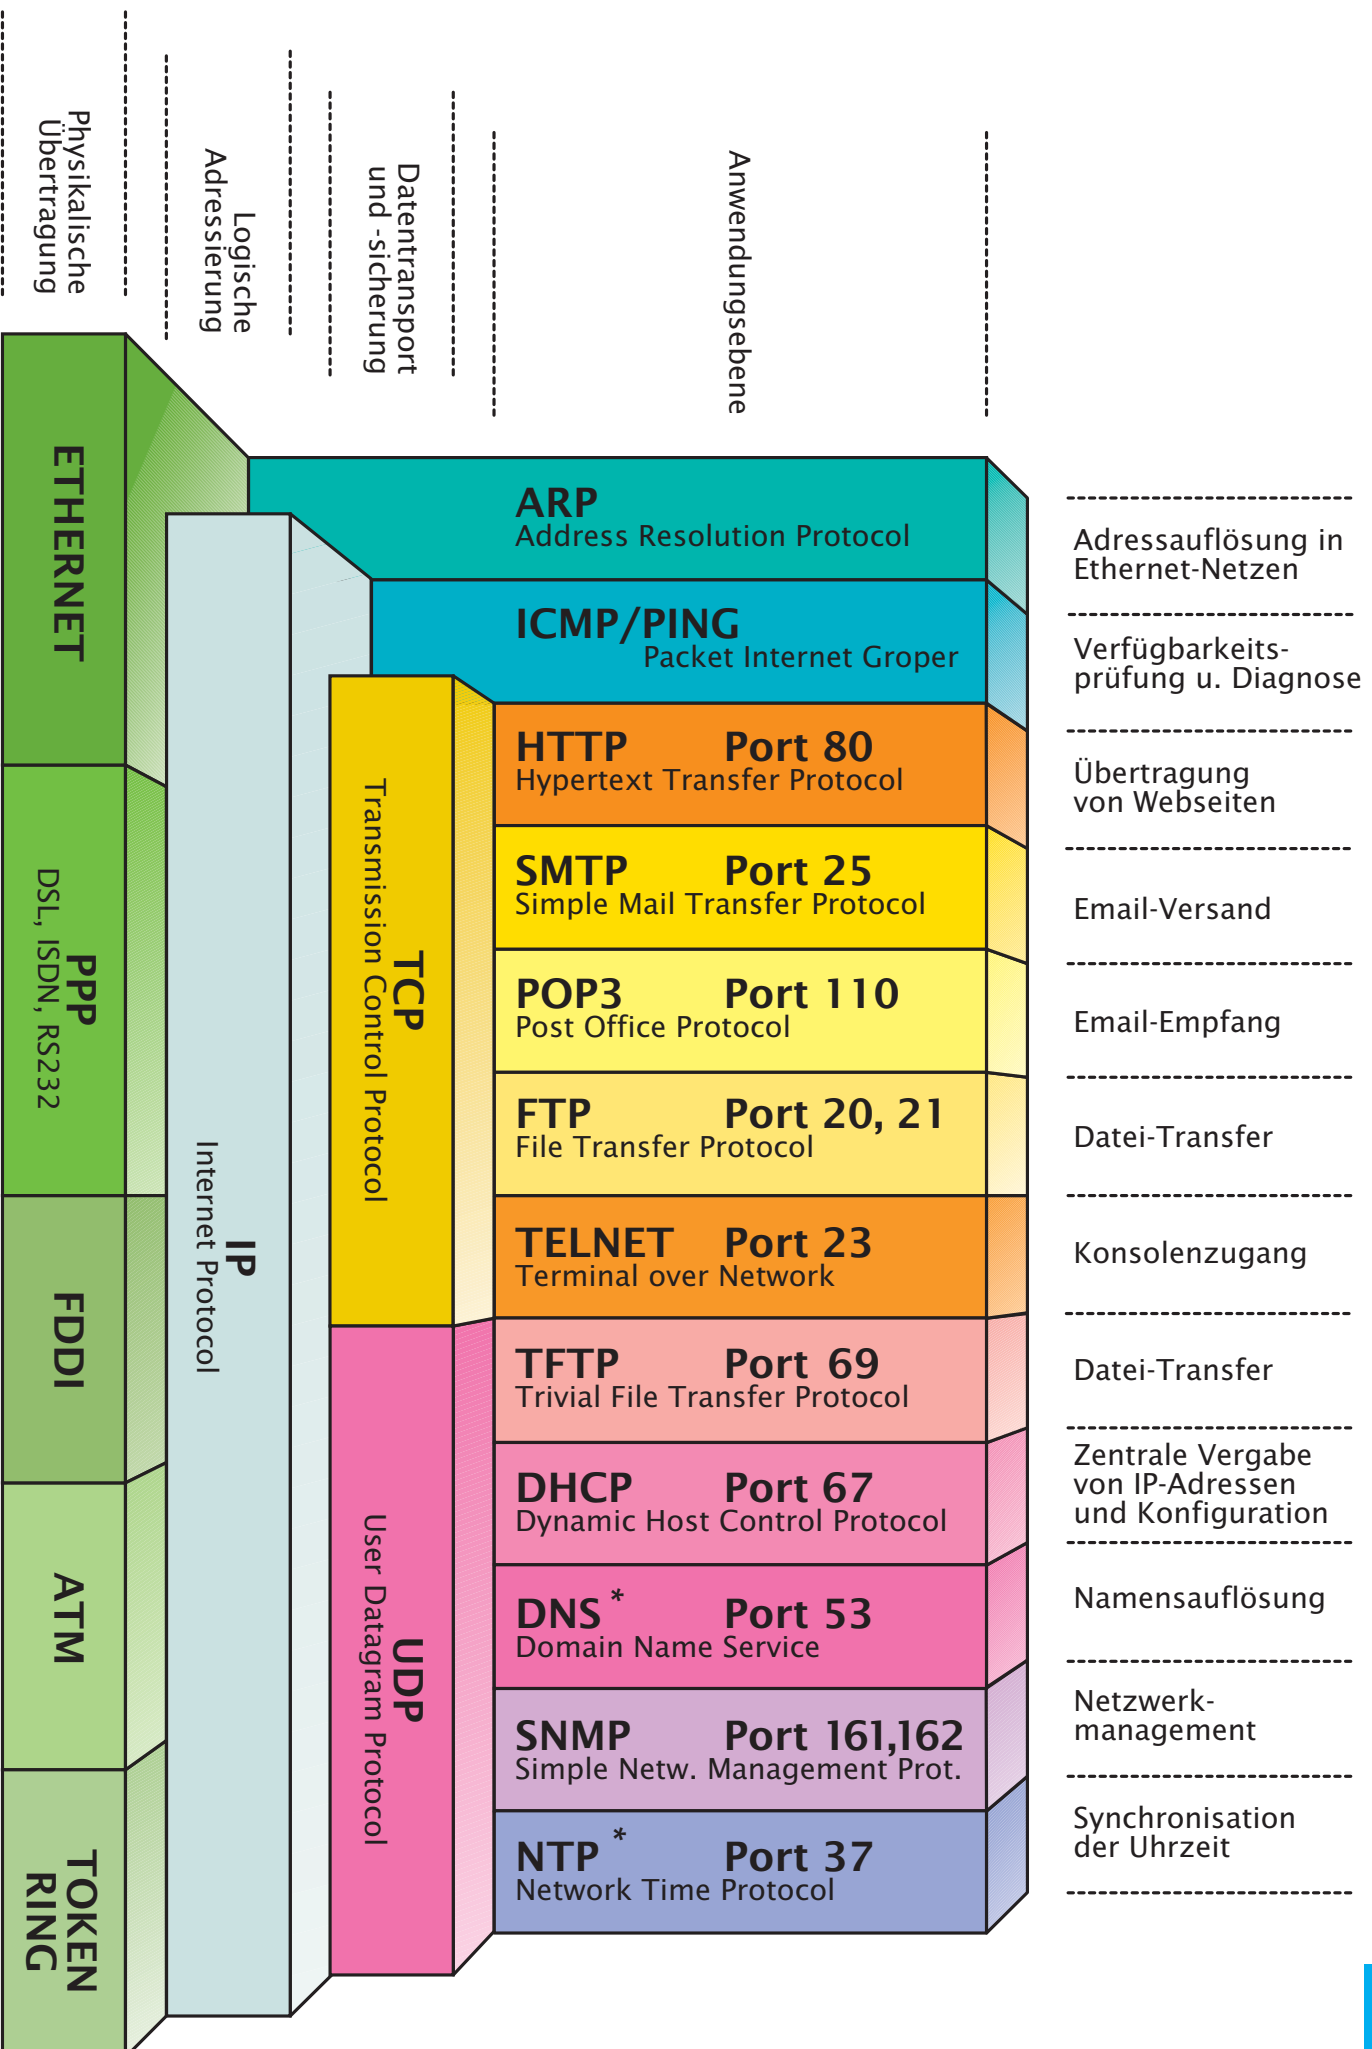 Physikalische
Übertragung
Logische
Adressierung
Datentransport
und -sicherung
Anwendungsebene
ETHERNET
PPP
DSL, ISDN, RS232
FDDI
ATM
TOKEN
RING
IP
Internet Protocol
TCP
Transmission Control Protocol
UDP
User Datagram Protocol
ARP
Address Resolution Protocol
Adressauflösung in
Ethernet-Netzen
ICMP/PING
Packet Internet Groper
Verfügbarkeits-
prüfung u. Diagnose
HTTP Port 80
Hypertext Transfer Protocol
Übertragung
von Webseiten
SMTP Port 25
Simple Mail Transfer Protocol
Email-Versand
POP3 Port 110
Post Office Protocol
Email-Empfang
FTP Port 20, 21
File Transfer Protocol
Datei-Transfer
TELNET Port 23
Terminal over Network
Konsolenzugang
TFTP Port 69
Trivial File Transfer Protocol
Datei-Transfer
DHCP Port 67
Dynamic Host Control Protocol
Zentrale Vergabe
von IP-Adressen
und Konfiguration
DNS * Port 53
Domain Name Service
Namensauflösung
SNMP Port 161,162
Simple Netw. Management Prot.
Netzwerk-
management
NTP * Port 37
Network Time Protocol
Synchronisation
der Uhrzeit